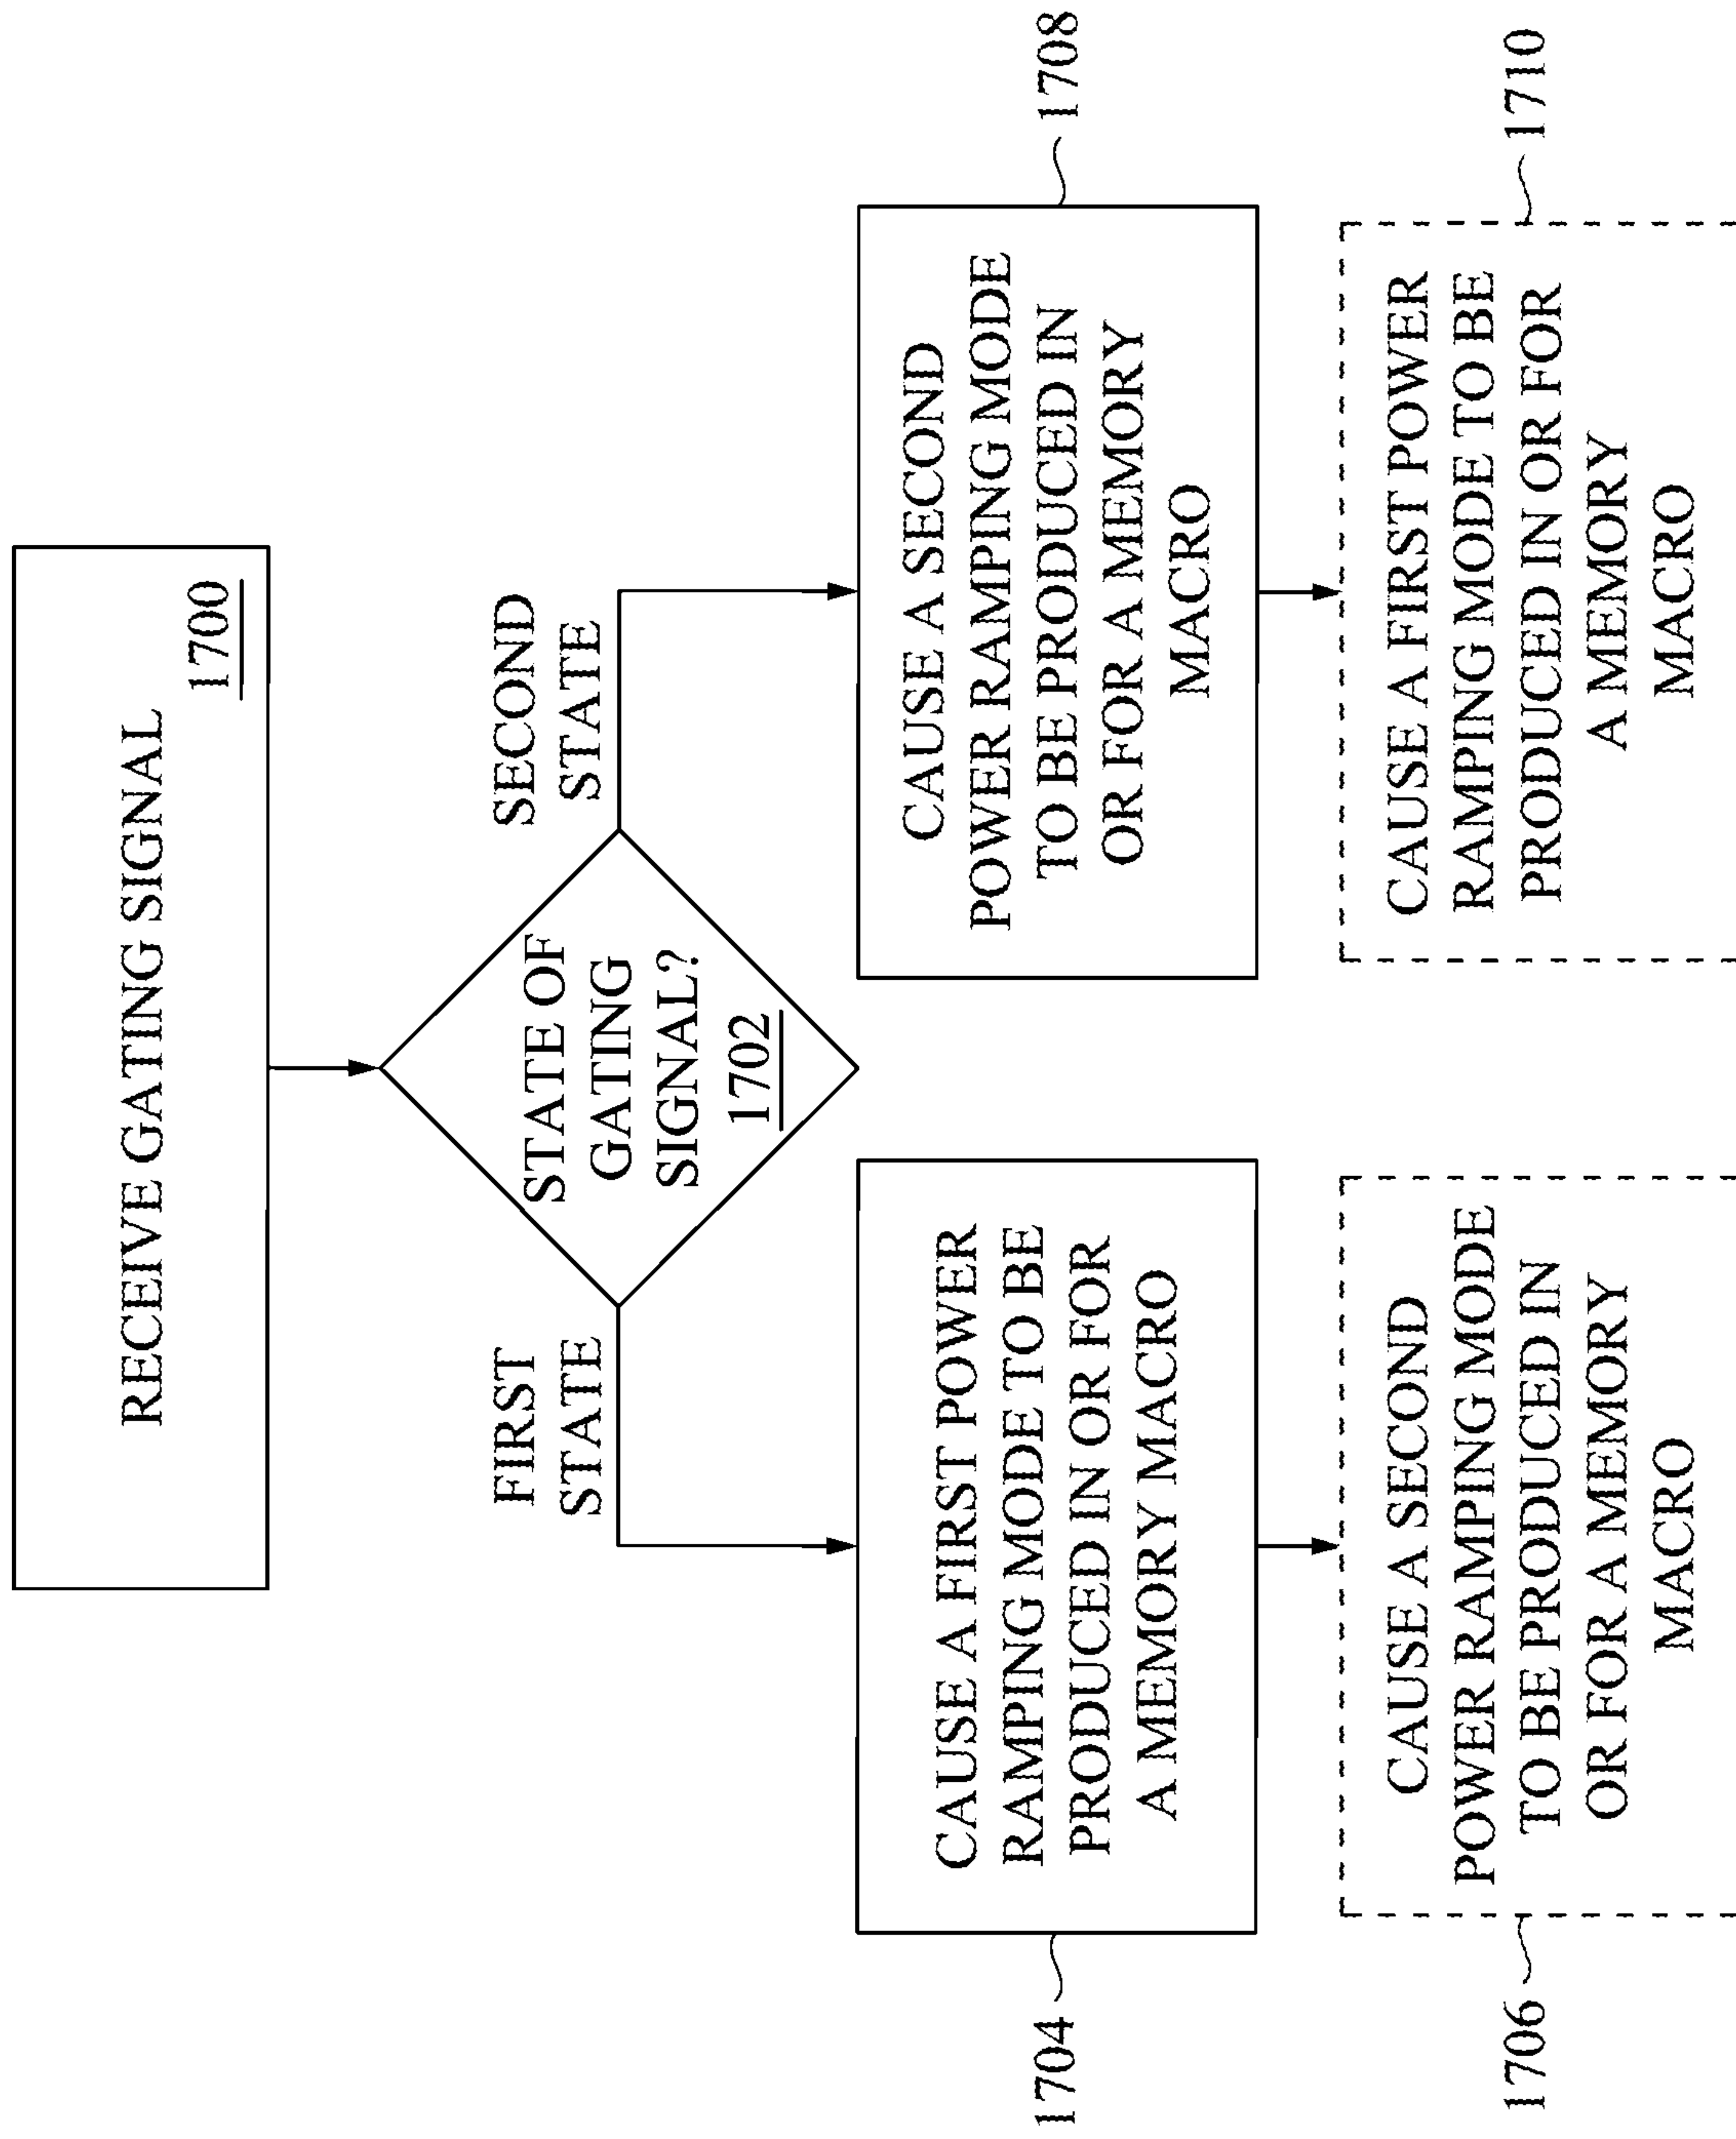 RECEIVE GATING SIGNAL
1700
STATE OF
GATING
SIGNAL?
1702
FIRST
STATE
SECOND
STATE
CAUSE A FIRST POWER
RAMPING MODE TO BE
PRODUCED IN OR FOR
A MEMORY MACRO
1704
CAUSE A SECOND
POWER RAMPING MODE
TO BE PRODUCED IN
OR FOR A MEMORY
MACRO
1708
CAUSE A SECOND
POWER RAMPING MODE
TO BE PRODUCED IN
OR FOR A MEMORY
MACRO
1706
CAUSE A FIRST POWER
RAMPING MODE TO BE
PRODUCED IN OR FOR
A MEMORY
MACRO
1710